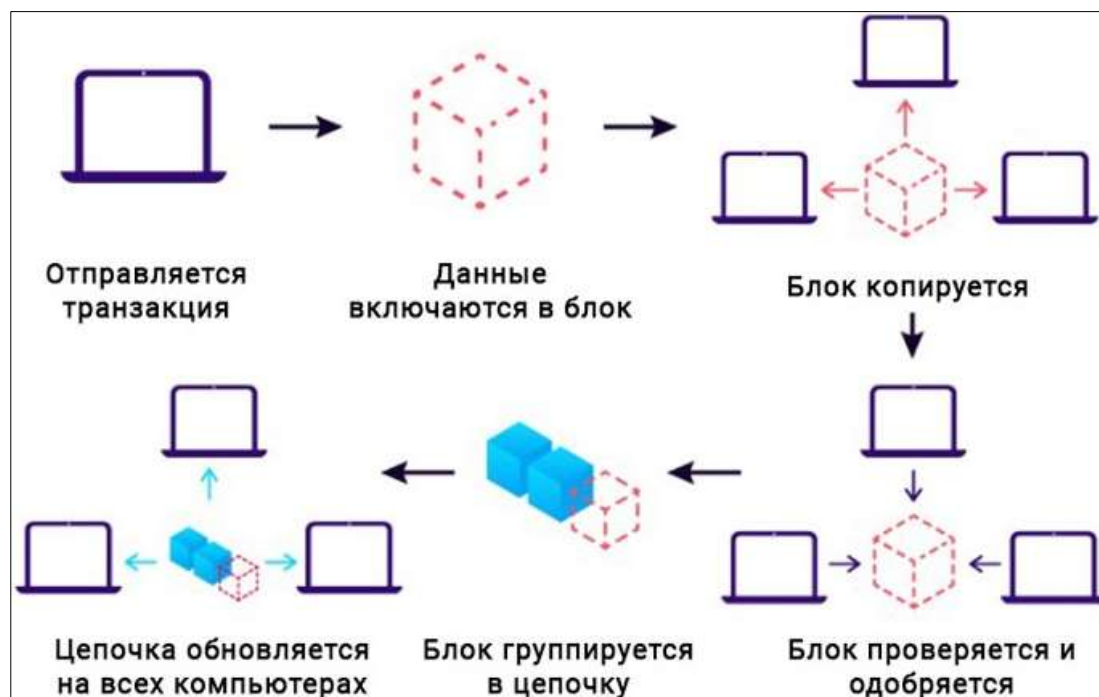 Отправляется
транзакция
Данные
включаются в блок
Блок копируется
Блок проверяется и
одобряется
Блок группируется
в цепочку
Цепочка обновляется
на всех компьютерах